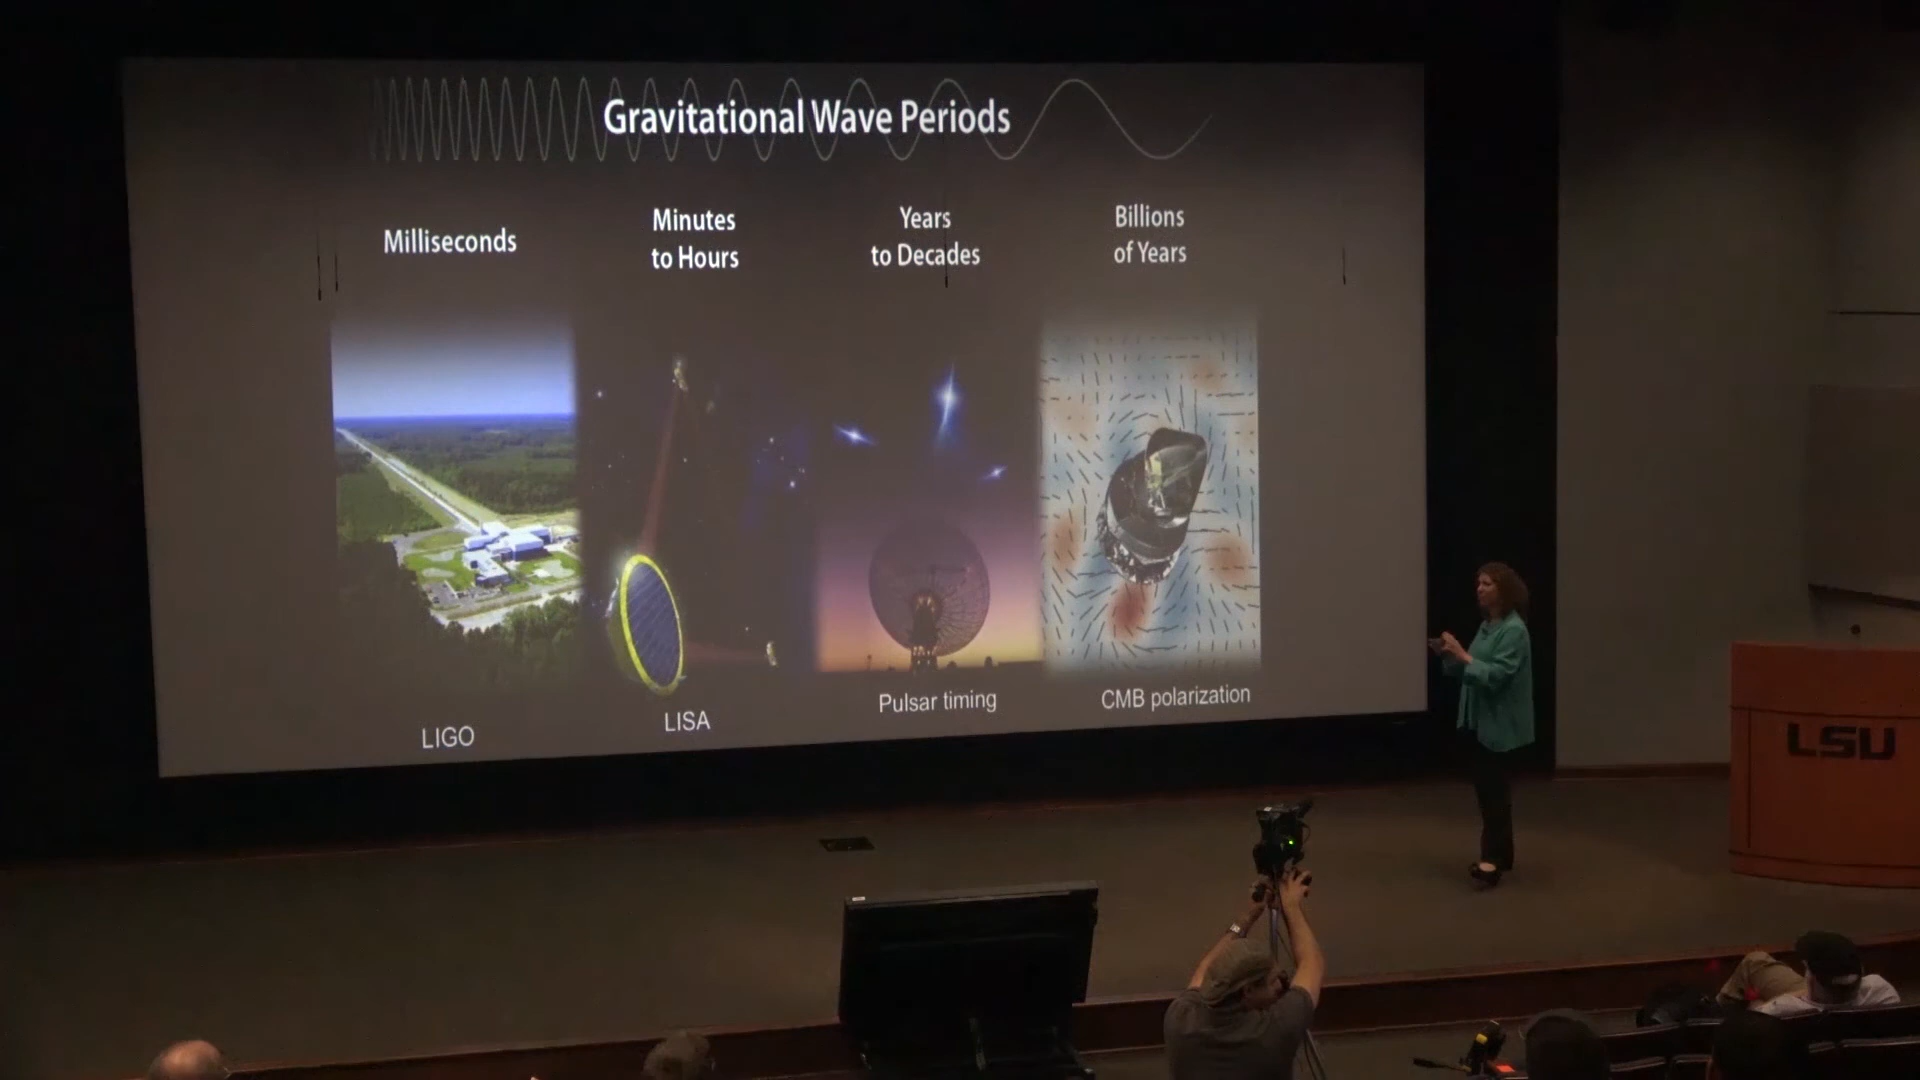 Gravitational Wave Periods
Milliseconds
Minutes
to Hours
Years
to Decades
Billions
of Years
LIGO
LISA
Pulsar timing
CMB polarization
LSU